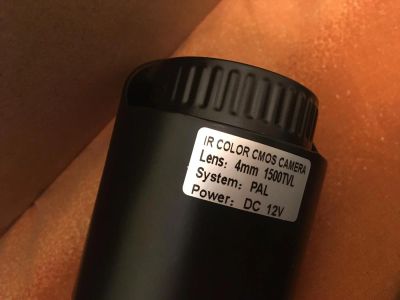 IR COLOR CMOS CAMERA
Lens: 4mm 1500TVL
System: PAL
Power: DC 12V